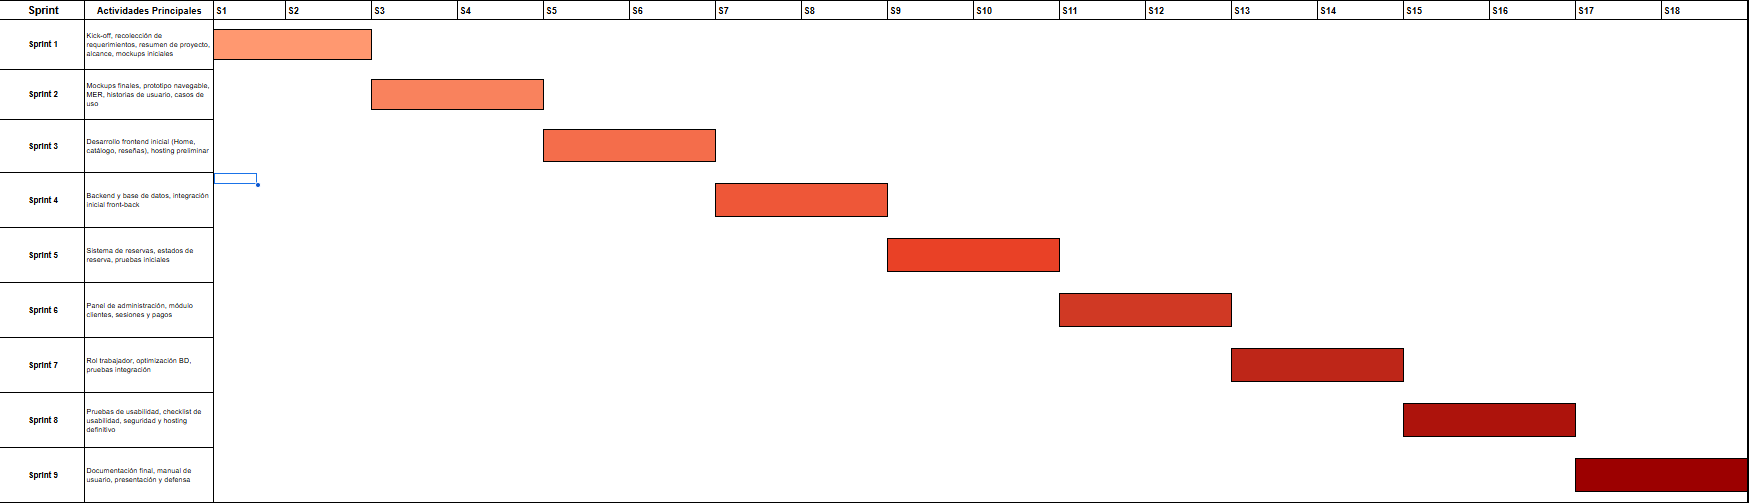 Sprint Actividades Principales S1 S2 S3 S4 S5 S6 S7 S8 S9 S10 S11 S12 S13 S14 S15 S16 S17 S18
Sprint 1
Kick-off, recolección de
requerimientos, resumen de proyecto,
alcance, mockups iniciales
Sprint 2
Mockups finales, prototipo navegable,
MER, historias de usuario, casos de
uso
Sprint 3
Desarrollo frontend inicial (Home,
catálogo, reseñas), hosting preliminar
Sprint 4
Backend y base de datos, integración
inicial front-back
Sprint 5
Sistema de reservas, estados de
reserva, pruebas iniciales
Sprint 6
Panel de administración, módulo
clientes, sesiones y pagos
Sprint 7
Rol trabajador, optimización BD,
pruebas integración
Sprint 8
Pruebas de usabilidad, checklist de
usabilidad, seguridad y hosting
definitivo
Sprint 9
Documentación final, manual de
usuario, presentación y defensa